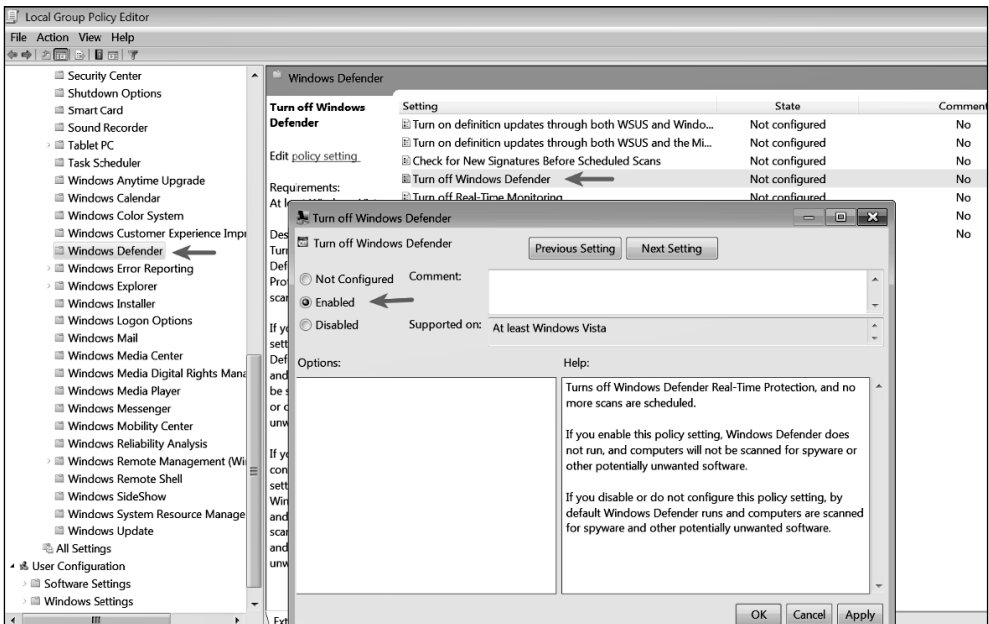 Local Group Policy Editor
File Action View Help
Security Center
Shutdown Options
Smart Card
Sound Recorder
Tablet PC
Task Scheduler
Windows Anytime Upgrade
Windows Calendar
Windows Color System
Windows Customer Experience Impr
Windows Defender
Windows Error Reporting
Windows Explorer
Windows Installer
Windows Logon Options
Windows Mail
Windows Media Center
Windows Media Digital Rights Mana
Windows Media Player
Windows Messenger
Windows Mobility Center
Windows Reliability Analysis
Windows Remote Management (Wi
Windows Remote Shell
Windows SideShow
Windows System Resource Manage
Windows Update
All Settings
User Configuration
Software Settings
Windows Settings
Windows Defender
Turn off Windows
Defender
Edit policy setting
Requirements:
Setting State Comment
Turn on definition updates through both WSUS and Windo... Not configured No
Turn on definition updates through both WSUS and the Mi... Not configured No
Check for New Signatures Before Scheduled Scans Not configured No
Turn off Windows Defender Not configured No
Turn off Real-Time Monitoring Not configured No
No
No
Turn off Windows Defender
Turn off Windows Defender
Previous Setting Next Setting
Not Configured Comment:
Enabled
Disabled Supported on: At least Windows Vista
Options: Help:
Turns off Windows Defender Real-Time Protection, and no
more scans are scheduled.
If you enable this policy setting, Windows Defender does
not run, and computers will not be scanned for spyware or
other potentially unwanted software.
If you disable or do not configure this policy setting, by
default Windows Defender runs and computers are scanned
for spyware and other potentially unwanted software.
OK Cancel Apply